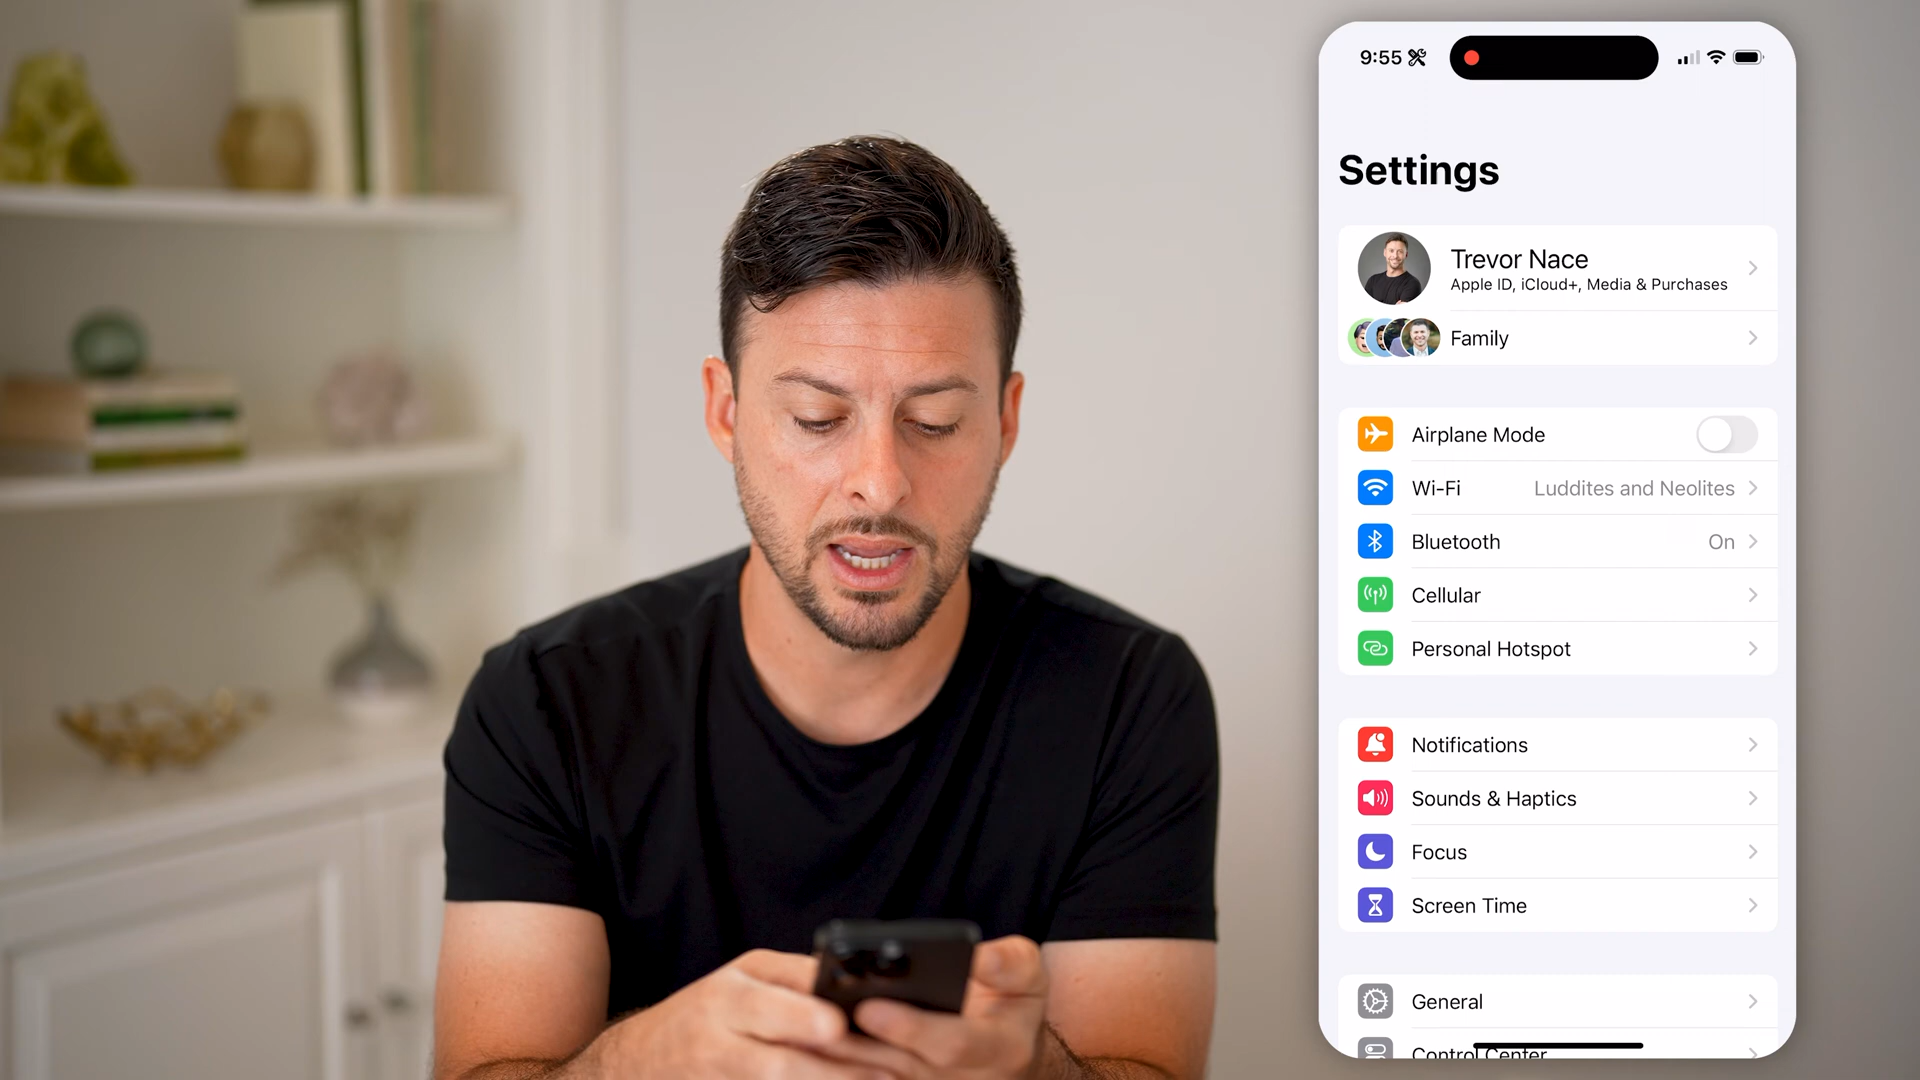 9:55
Settings
Trevor Nace
Apple ID, iCloud+, Media & Purchases
Family
Airplane Mode
Wi-Fi Luddites and Neolites
Bluetooth On
Cellular
Personal Hotspot
Notifications
Sounds & Haptics
Focus
Screen Time
General
Control Center